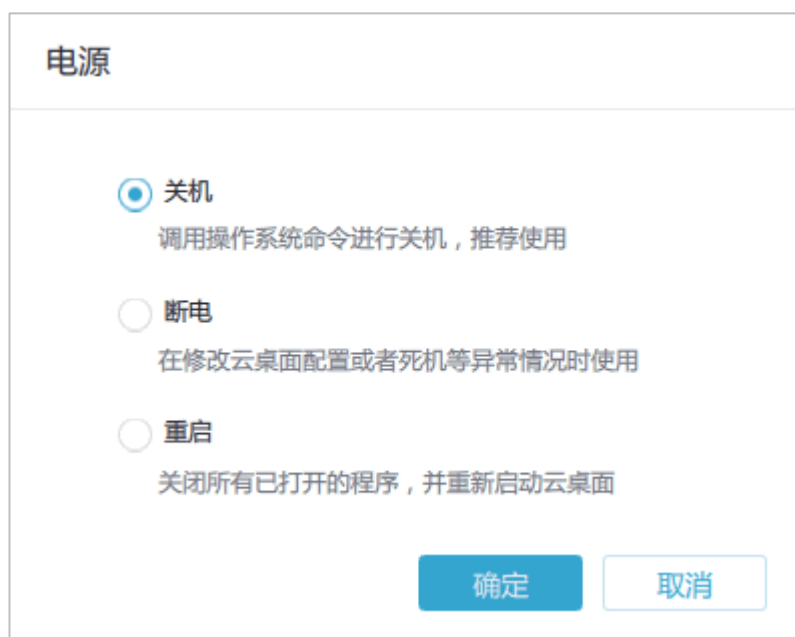 电源
关机
调用操作系统命令进行关机，推荐使用
断电
在修改云桌面配置或者死机等异常情况时使用
重启
关闭所有已打开的程序，并重新启动云桌面
确定 取消